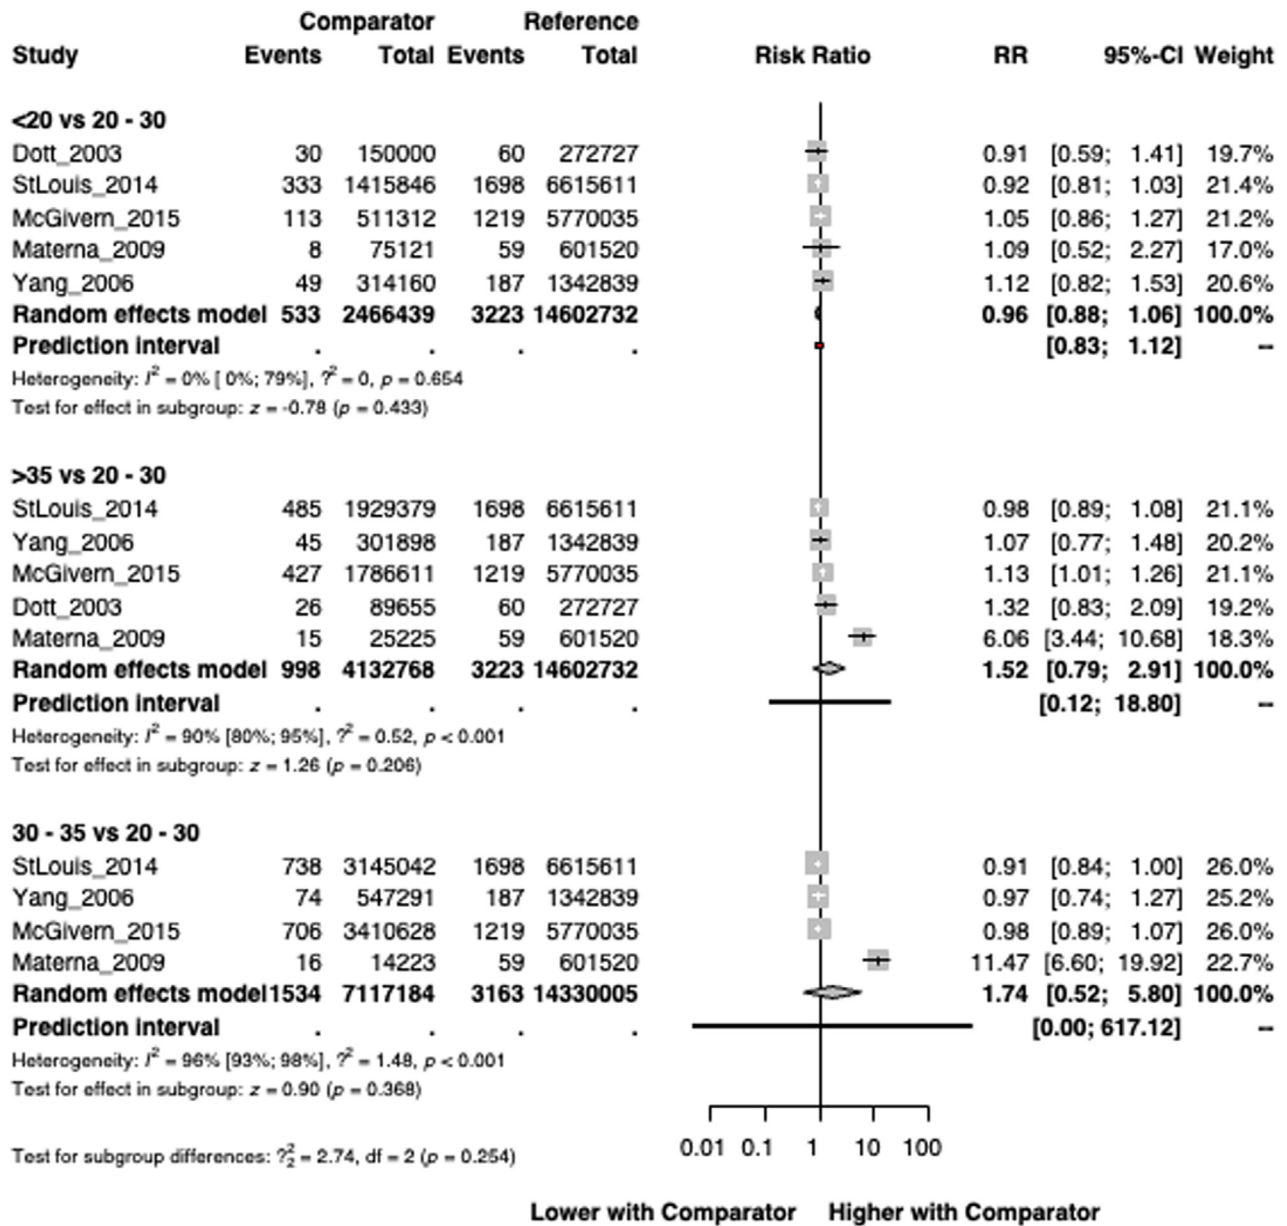 Comparator Reference
Study Events Total Events Total Risk Ratio RR 95%-CI Weight
<20 vs 20 - 30
Dott_2003 30 150000 60 272727 0.91 [0.59; 1.41] 19.7%
StLouis_2014 333 1415846 1698 6615611 0.92 [0.81; 1.03] 21.4%
McGivern_2015 113 511312 1219 5770035 1.05 [0.86; 1.27] 21.2%
Materna_2009 8 75121 59 601520 1.09 [0.52; 2.27] 17.0%
Yang_2006 49 314160 187 1342839 1.12 [0.82; 1.53] 20.6%
Random effects model 533 2466439 3223 14602732 0.96 [0.88; 1.06] 100.0%
Prediction interval . . . . [0.83; 1.12] --
Heterogeneity: I² = 0% [ 0%; 79%], ?² = 0, p = 0.654
Test for effect in subgroup: z = -0.78 (p = 0.433)
>35 vs 20 - 30
StLouis_2014 485 1929379 1698 6615611 0.98 [0.89; 1.08] 21.1%
Yang_2006 45 301898 187 1342839 1.07 [0.77; 1.48] 20.2%
McGivern_2015 427 1786611 1219 5770035 1.13 [1.01; 1.26] 21.1%
Dott_2003 26 89655 60 272727 1.32 [0.83; 2.09] 19.2%
Materna_2009 15 25225 59 601520 6.06 [3.44; 10.68] 18.3%
Random effects model 998 4132768 3223 14602732 1.52 [0.79; 2.91] 100.0%
Prediction interval . . . . [0.12; 18.80] --
Heterogeneity: I² = 90% [80%; 95%], ?² = 0.52, p < 0.001
Test for effect in subgroup: z = 1.26 (p = 0.206)
30 - 35 vs 20 - 30
StLouis_2014 738 3145042 1698 6615611 0.91 [0.84; 1.00] 26.0%
Yang_2006 74 547291 187 1342839 0.97 [0.74; 1.27] 25.2%
McGivern_2015 706 3410628 1219 5770035 0.98 [0.89; 1.07] 26.0%
Materna_2009 16 14223 59 601520 11.47 [6.60; 19.92] 22.7%
Random effects model 1534 7117184 3163 14330005 1.74 [0.52; 5.80] 100.0%
Prediction interval . . . . [0.00; 617.12] --
Heterogeneity: I² = 96% [93%; 98%], ?² = 1.48, p < 0.001
Test for effect in subgroup: z = 0.90 (p = 0.368)
0.01 0.1 1 10 100
Test for subgroup differences: ?²₂ = 2.74, df = 2 (p = 0.254)
Lower with Comparator Higher with Comparator